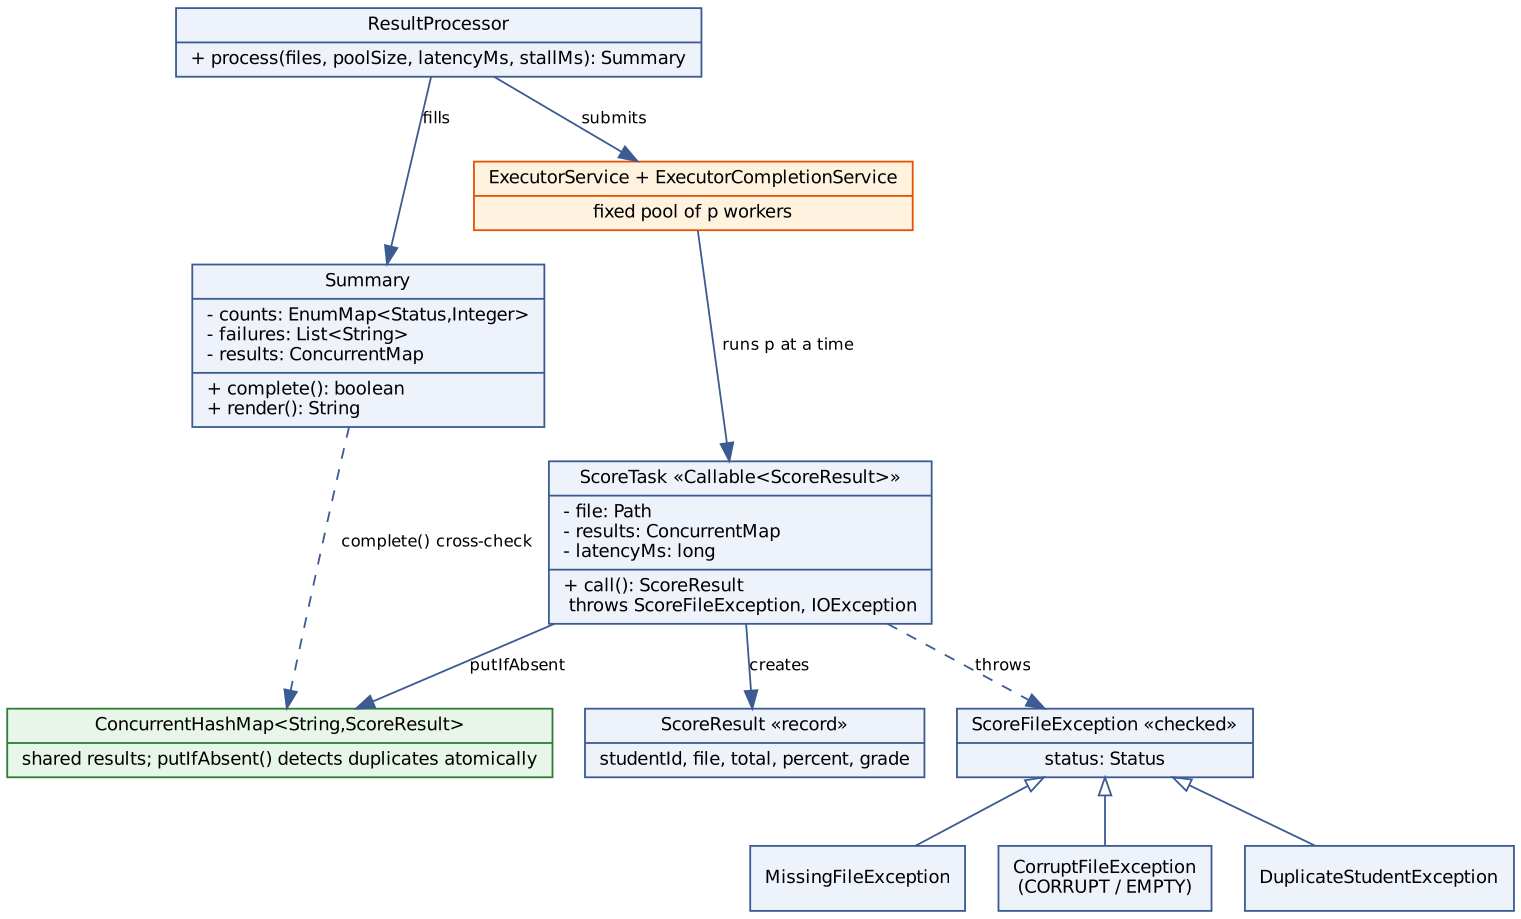 ResultProcessor
+ process(files, poolSize, latencyMs, stallMs): Summary
fills
submits
ExecutorService + ExecutorCompletionService
fixed pool of p workers
Summary
- counts: EnumMap<Status,Integer>
- failures: List<String>
- results: ConcurrentMap
+ complete(): boolean
+ render(): String
runs p at a time
ScoreTask «Callable<ScoreResult>»
- file: Path
- results: ConcurrentMap
- latencyMs: long
+ call(): ScoreResult
throws ScoreFileException, IOException
complete() cross-check
putIfAbsent
creates
throws
ConcurrentHashMap<String,ScoreResult>
shared results; putIfAbsent() detects duplicates atomically
ScoreResult «record»
studentId, file, total, percent, grade
ScoreFileException «checked»
status: Status
MissingFileException
CorruptFileException
(CORRUPT / EMPTY)
DuplicateStudentException